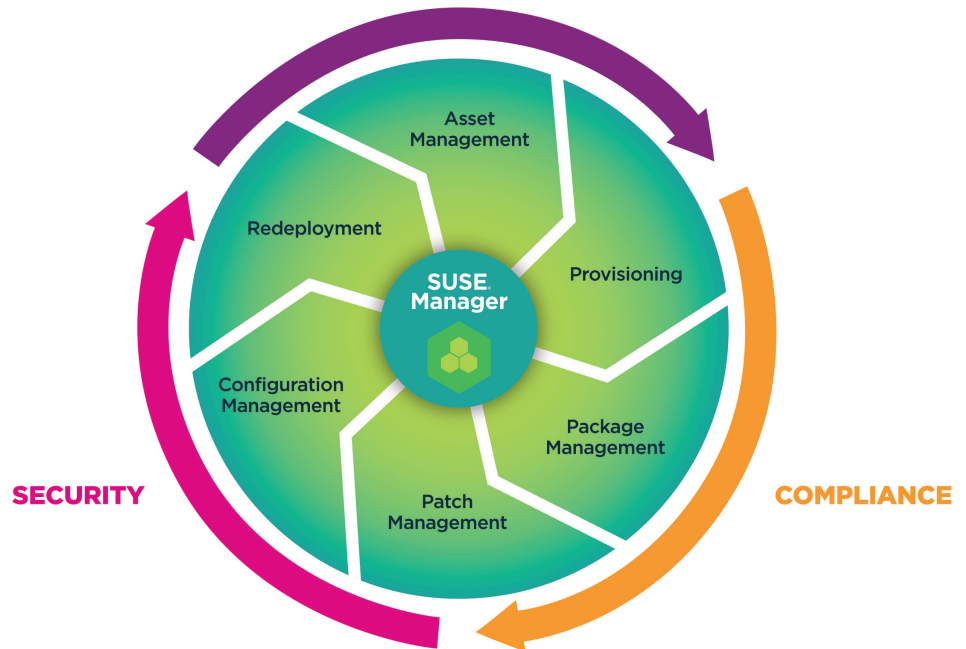 Asset
Management
Redeployment
Provisioning
SUSE®
Manager
Configuration
Management
Package
Management
Patch
Management
SECURITY
COMPLIANCE